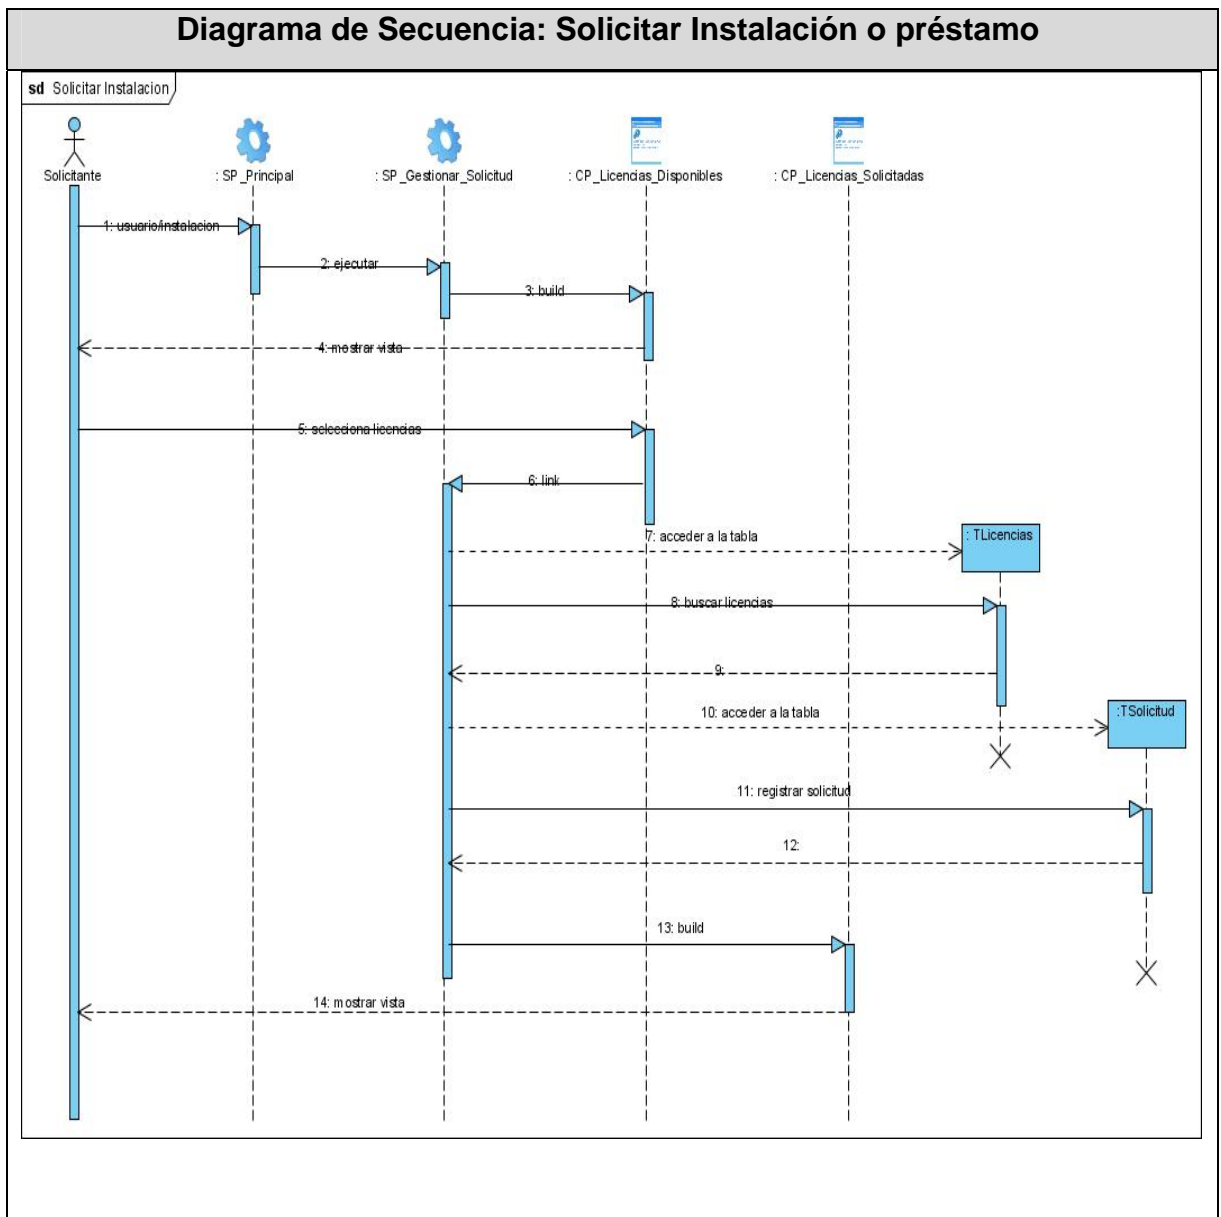 Diagrama de Secuencia: Solicitar Instalación o préstamo
sd Solicitar Instalacion
Solicitante
: SP_Principal
: SP_Gestionar_Solicitud
: CP_Licencias_Disponibles
: CP_Licencias_Solicitadas
1: usuario/instalacion
2: ejecutar
3: build
4: mostrar vista
5: selecciona licencias
6: link
7: acceder a la tabla
: TLicencias
8: buscar licencias
9:
10: acceder a la tabla
:TSolicitud
11: registrar solicitud
12:
13: build
14: mostrar vista